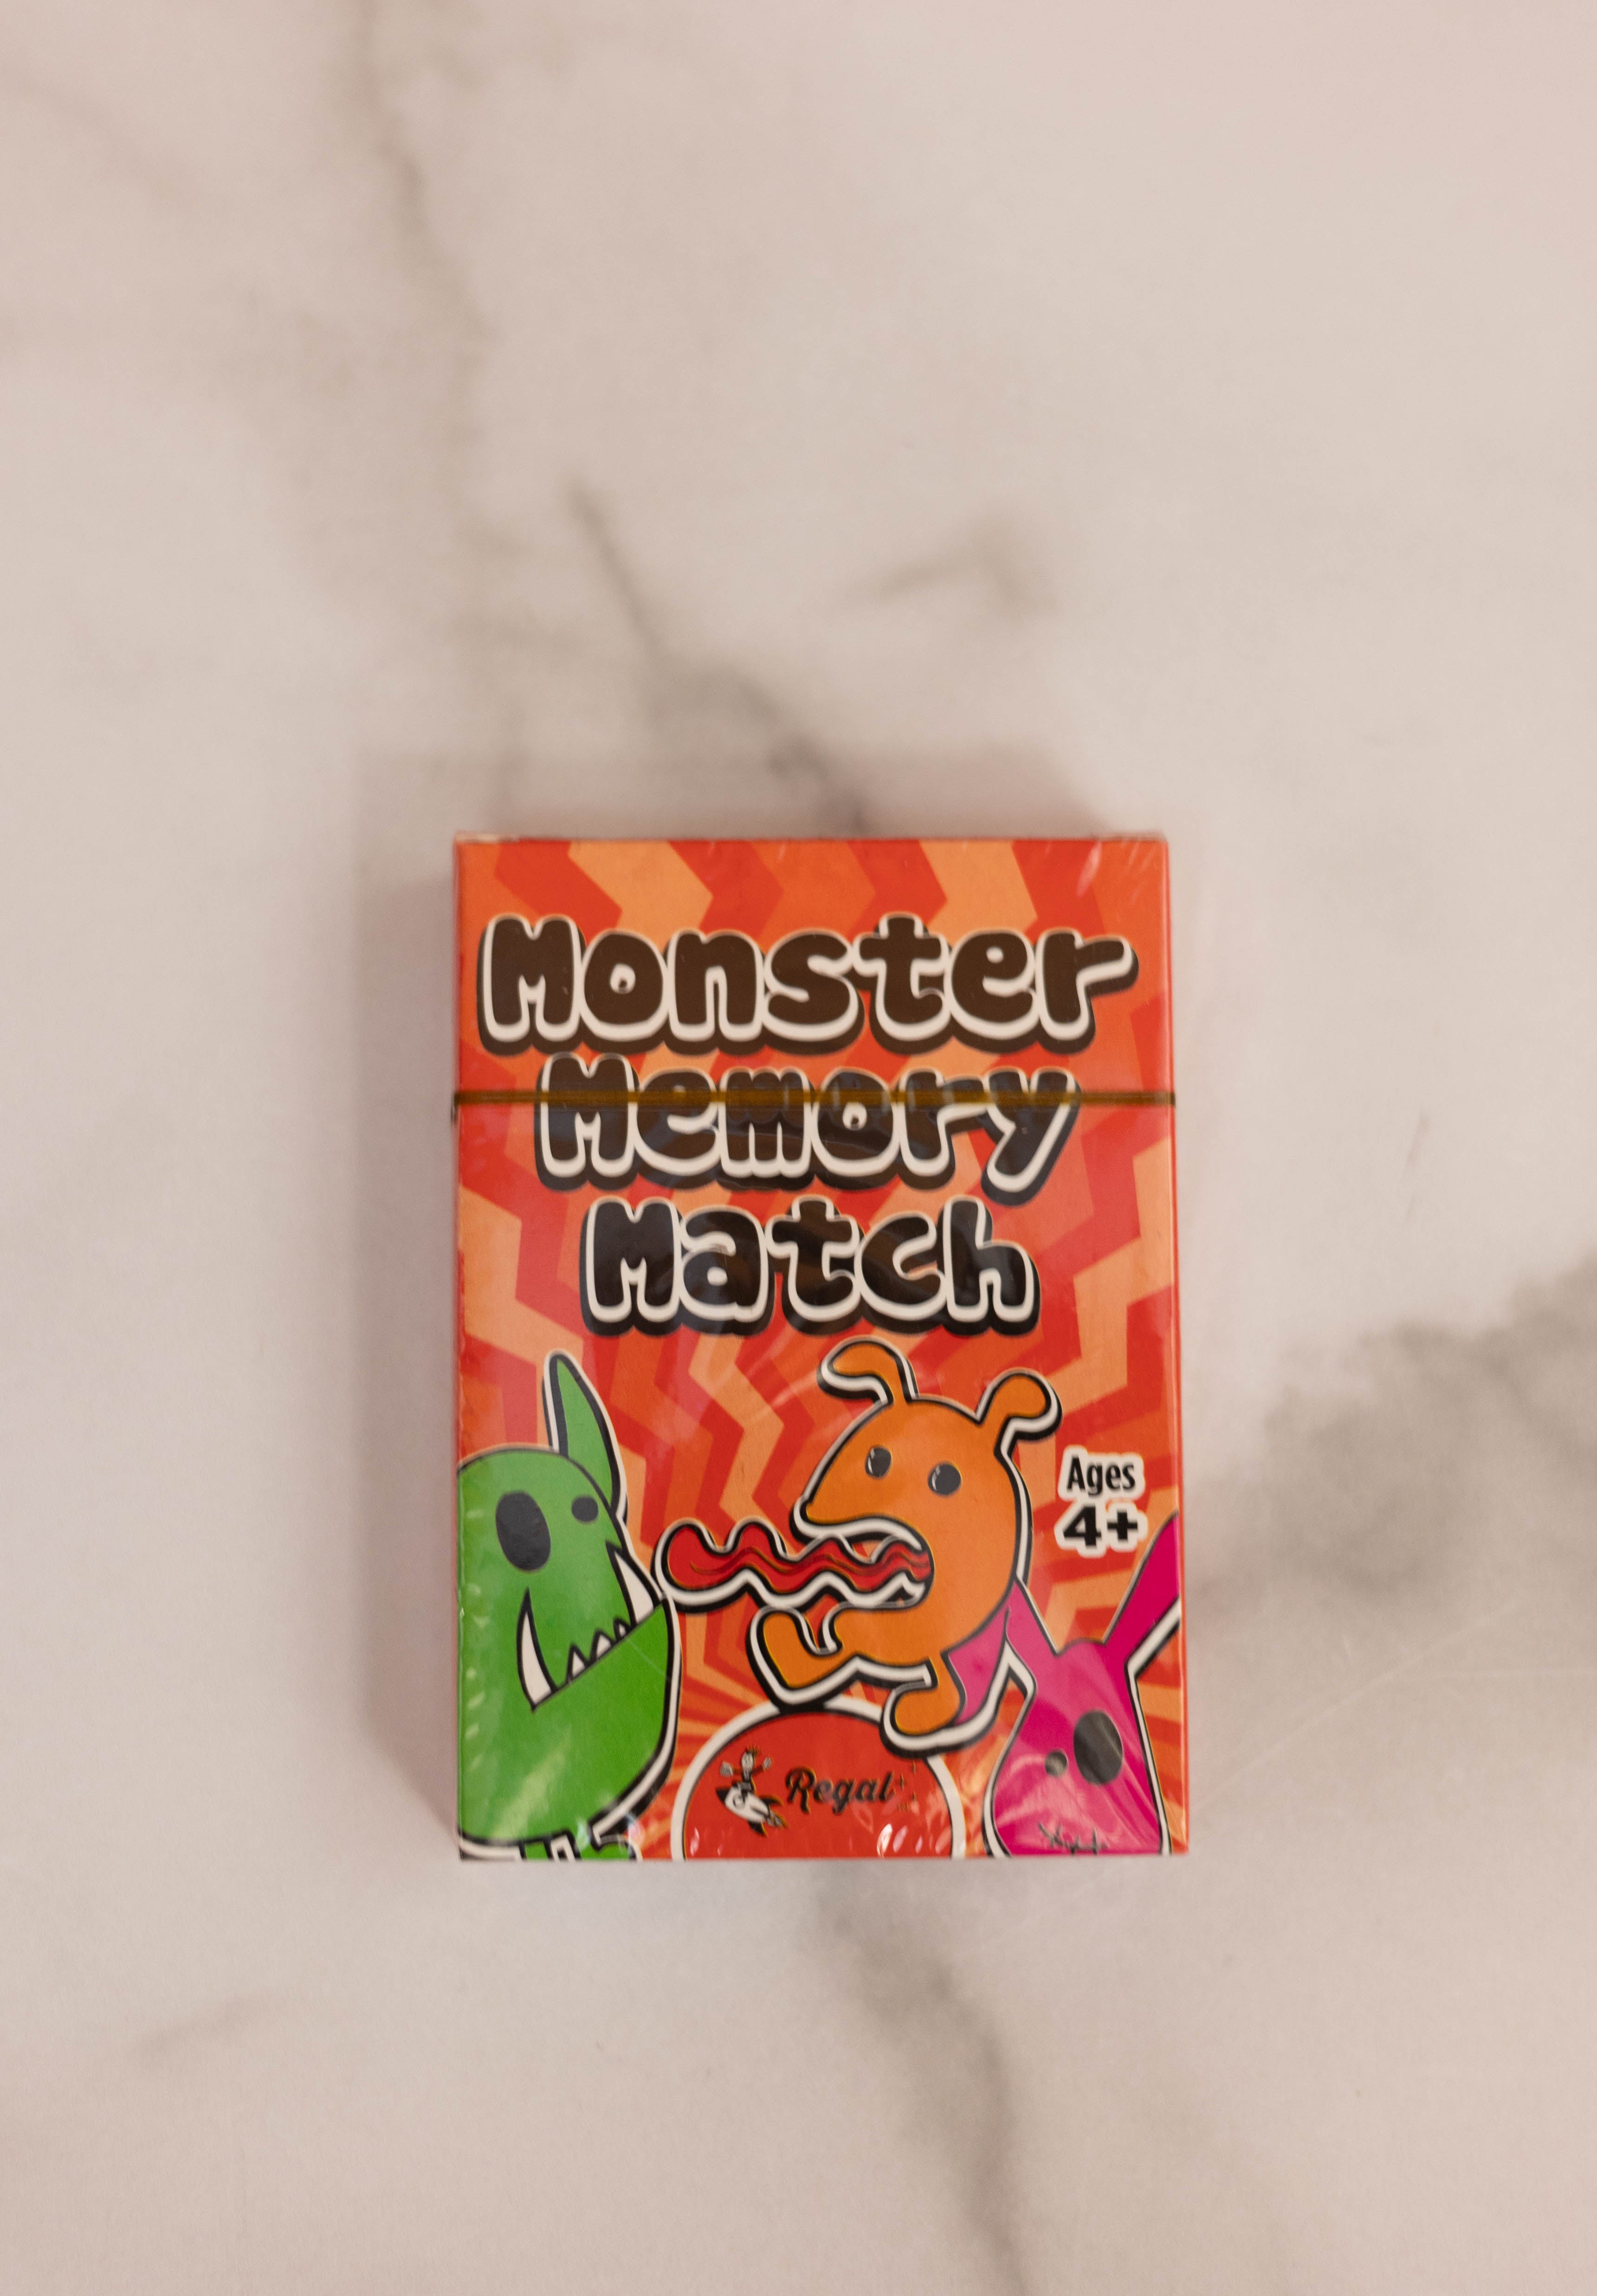 Monster
Memory
Match
Ages
4+
Regal